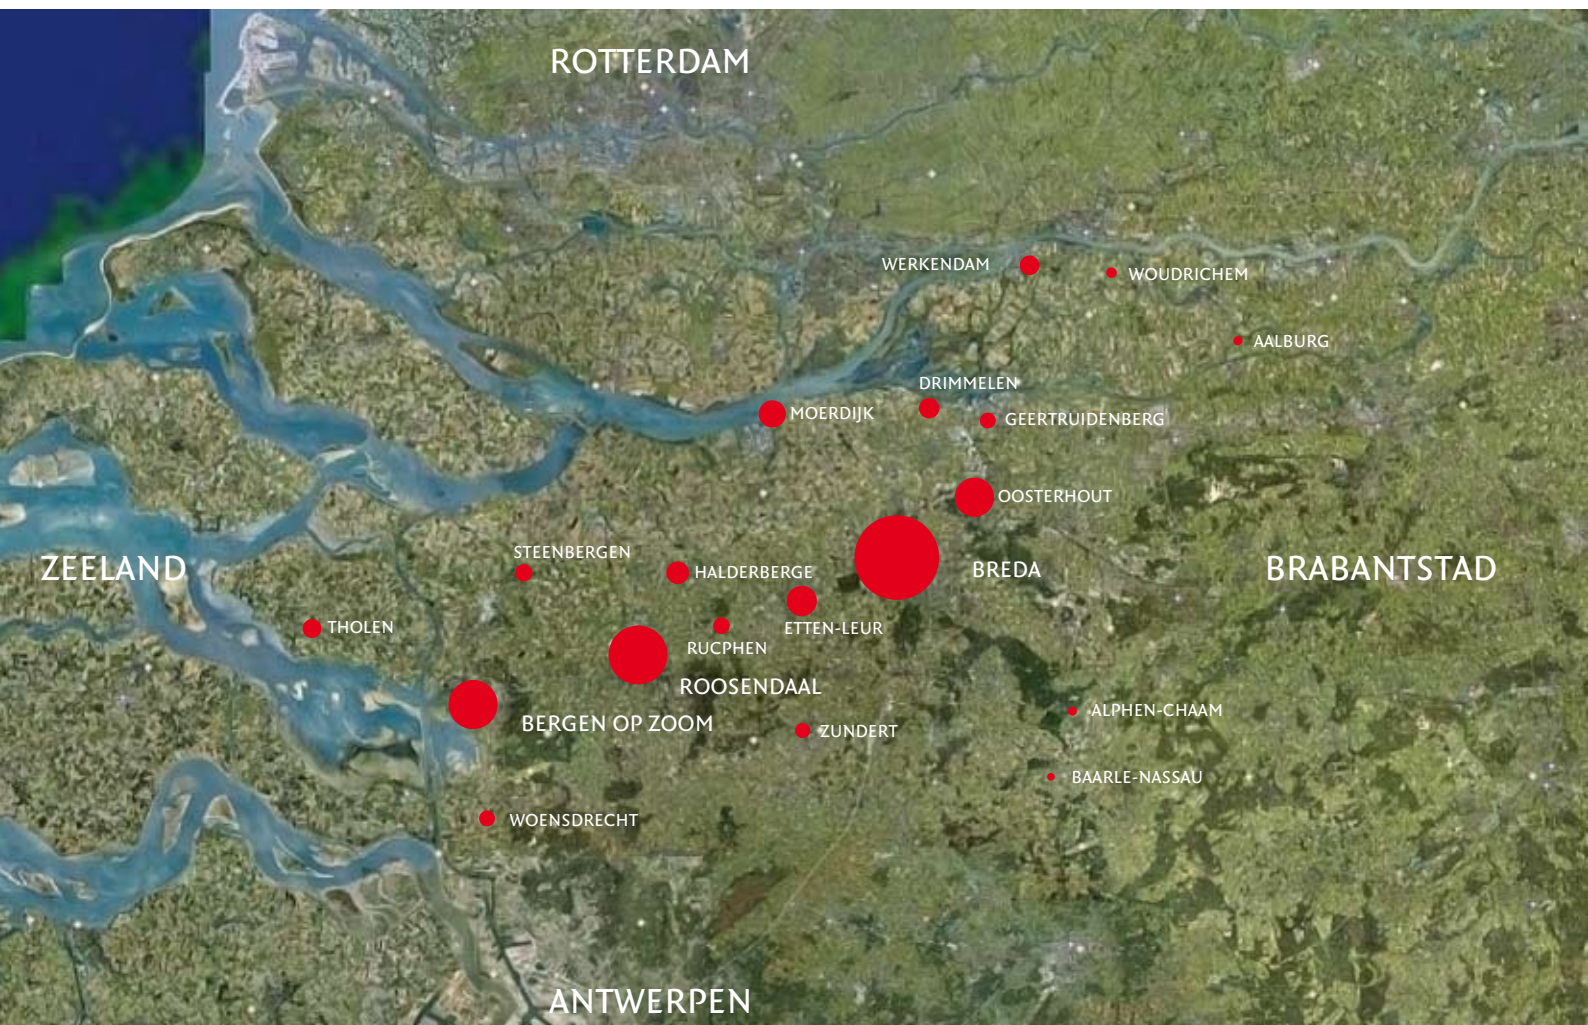 ROTTERDAM
WERKENDAM
WOUDRICHEM
AALBURG
DRIMMELEN
MOERDIJK
GEERTRUIDENBERG
OOSTERHOUT
STEENBERGEN
ZEELAND
HALDERBERGE
BREDA
BRABANTSTAD
THOLEN
ETTEN-LEUR
RUCPHEN
ROOSENDAAL
ALPHEN-CHAAM
BERGEN OP ZOOM
ZUNDERT
BAARLE-NASSAU
WOENSDRECHT
ANTWERPEN